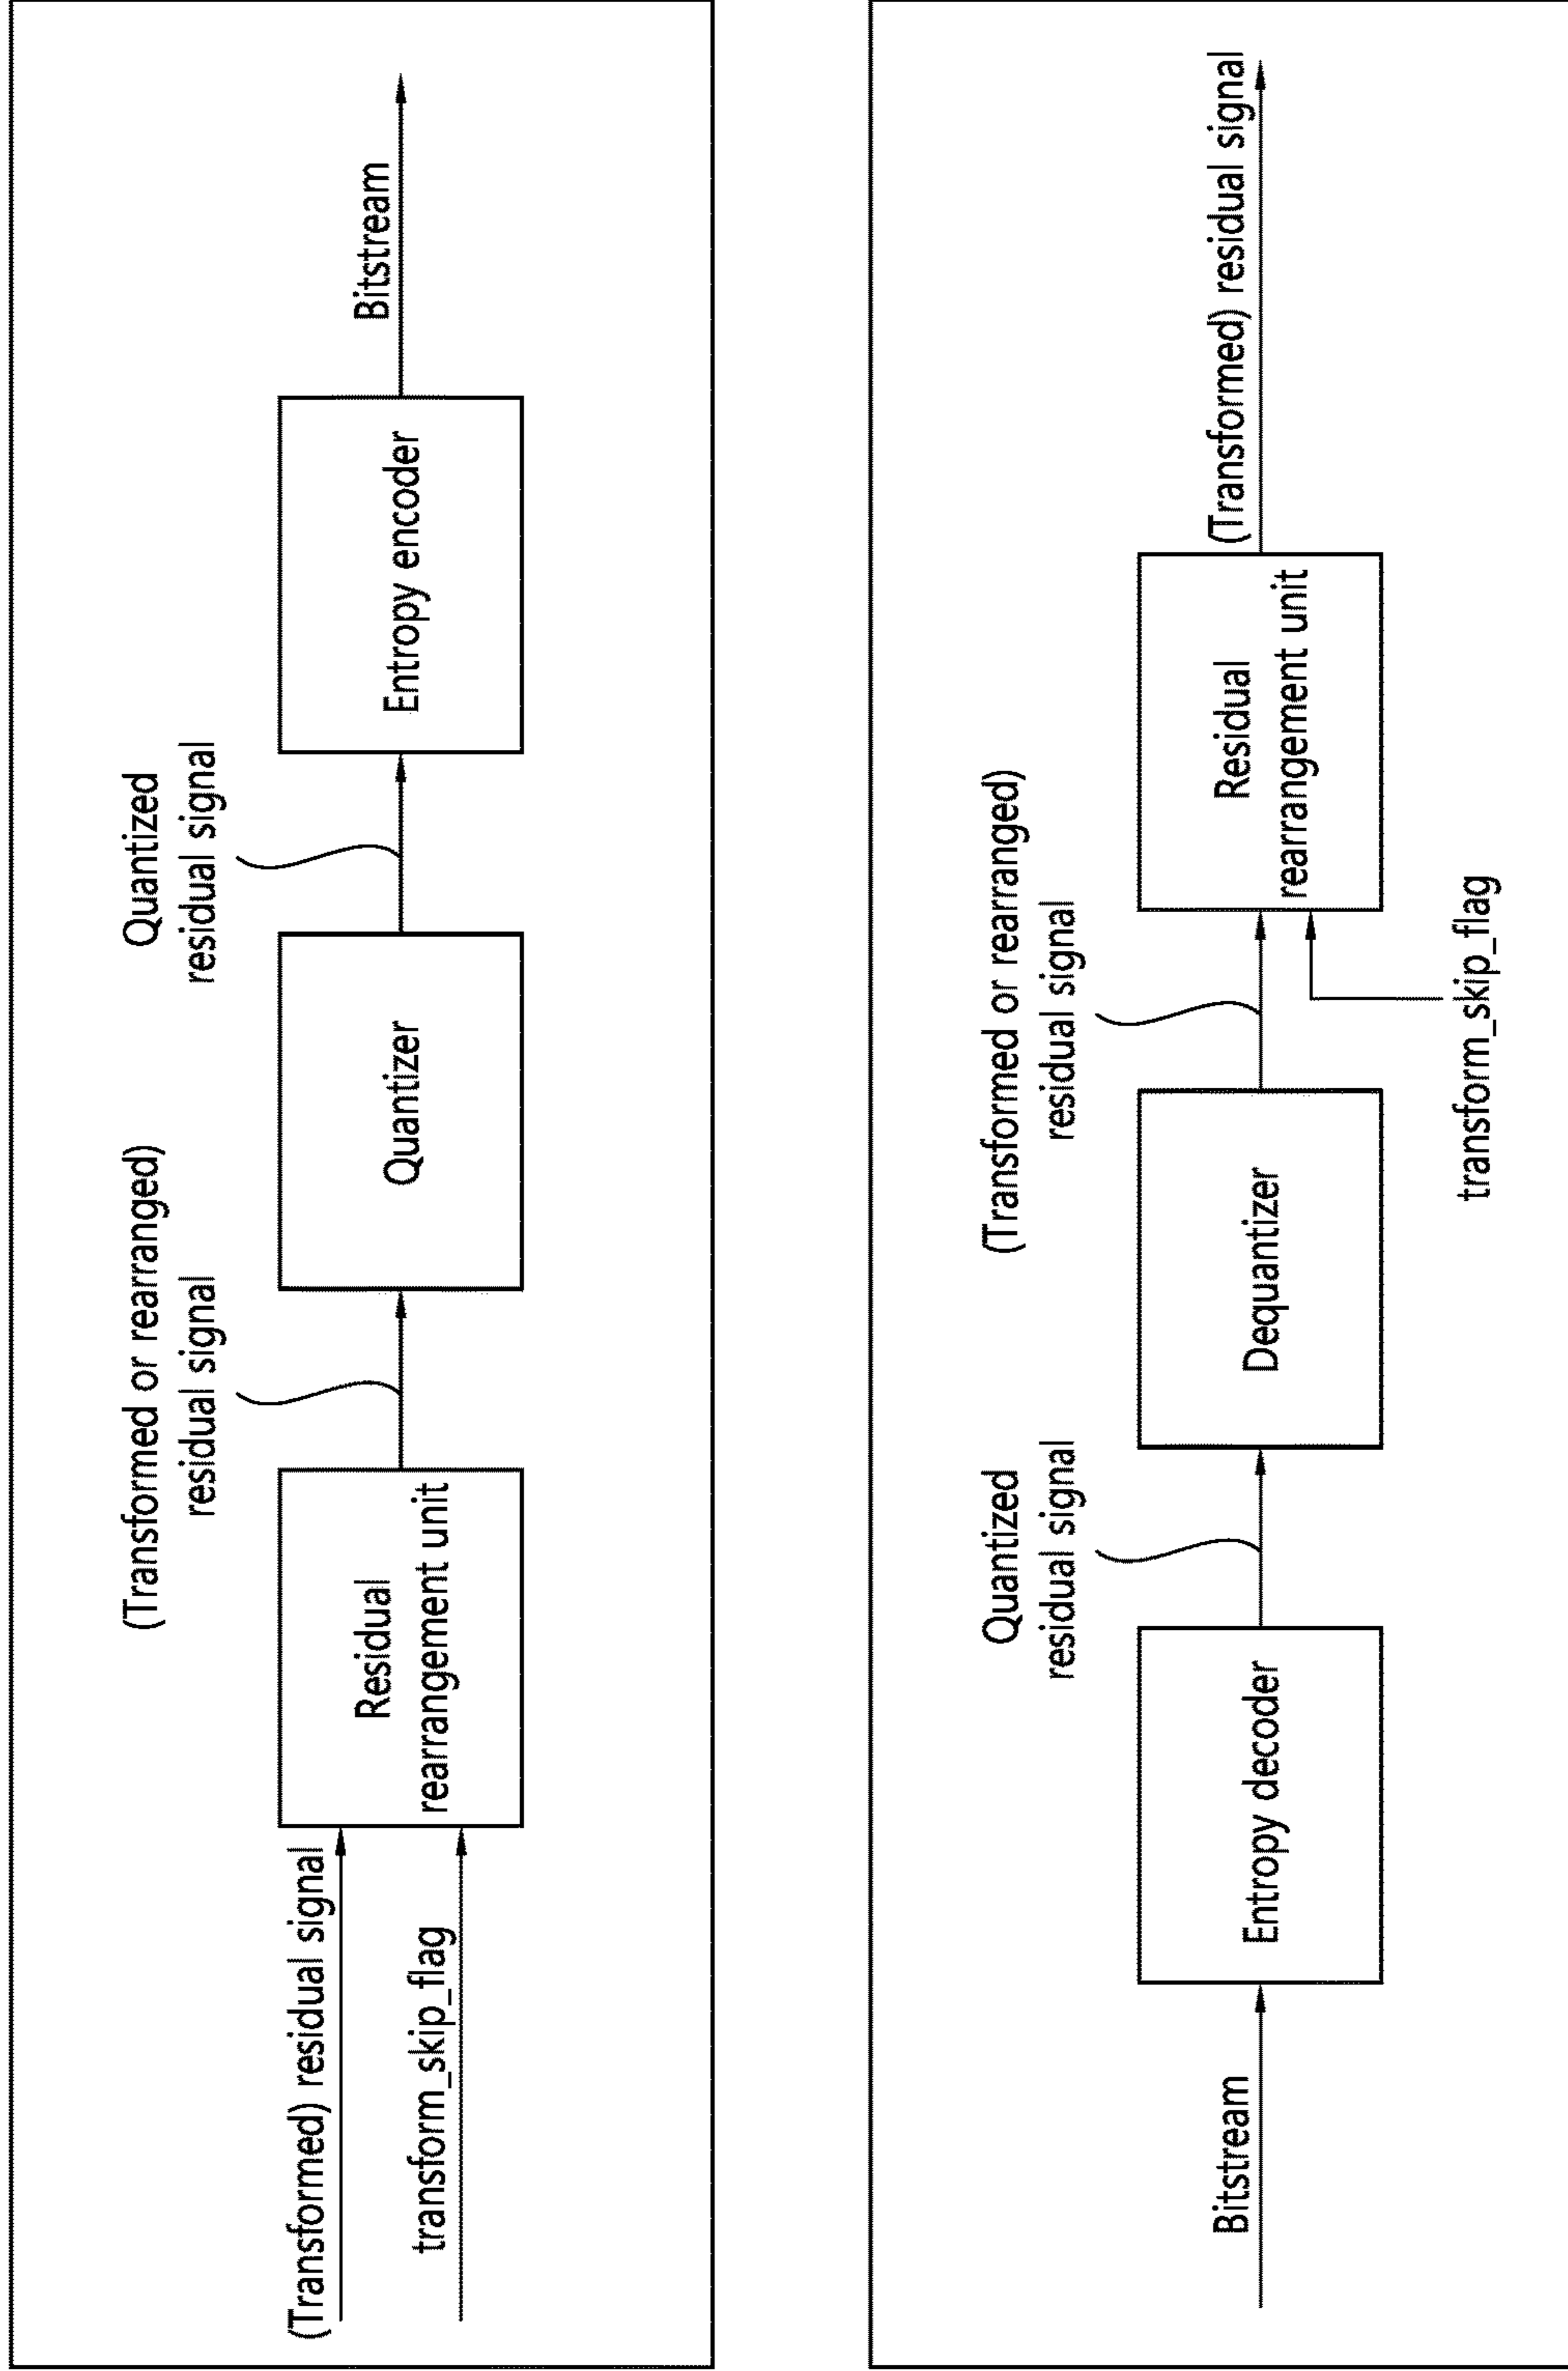 (Transformed) residual signal
transform_skip_flag
Residual
rearrangement unit
(Transformed or rearranged)
residual signal
Quantizer
Quantized
residual signal
Entropy encoder
Bitstream
Bitstream
Entropy decoder
Quantized
residual signal
Dequantizer
(Transformed or rearranged)
residual signal
transform_skip_flag
Residual
rearrangement unit
(Transformed) residual signal